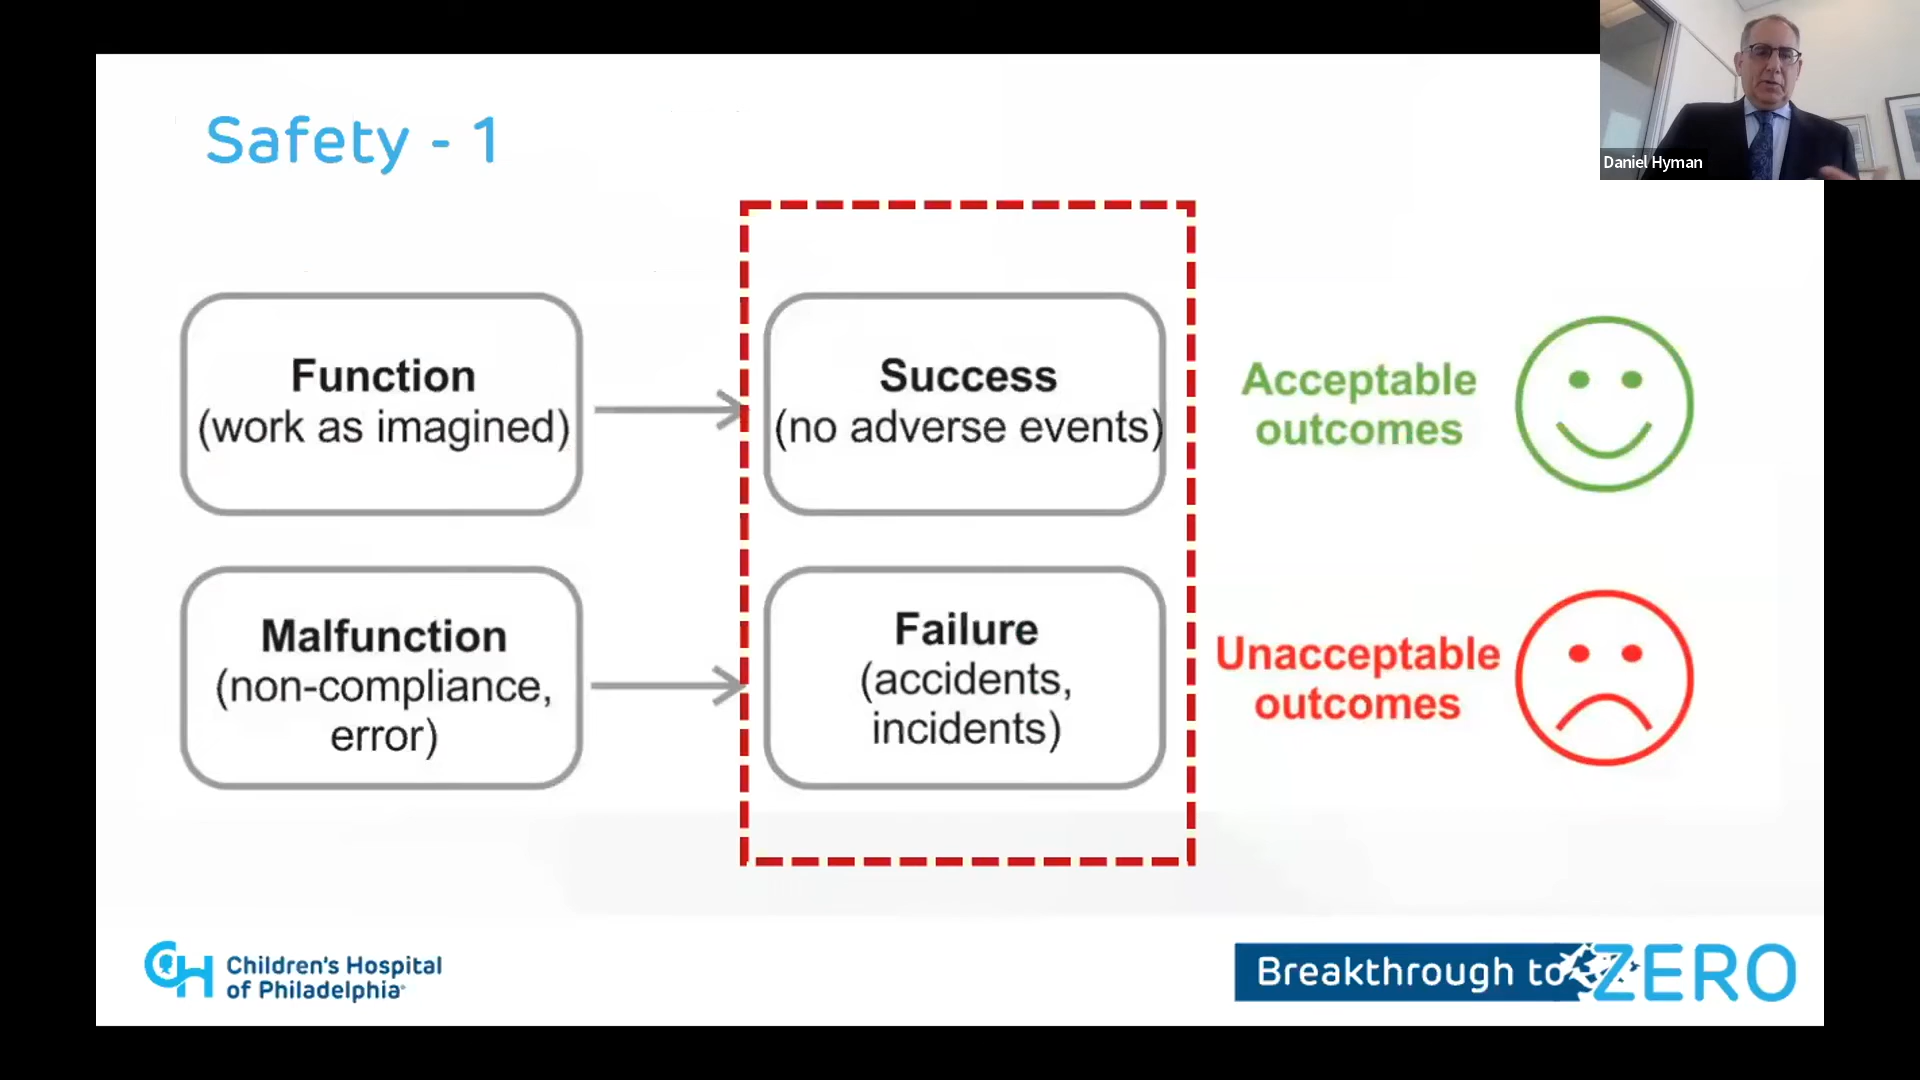 Daniel Hyman
Safety - 1
Function
(work as imagined)
Success
(no adverse events)
Acceptable
outcomes
Malfunction
(non-compliance,
error)
Failure
(accidents,
incidents)
Unacceptable
outcomes
CH
Children's Hospital
of Philadelphia
Breakthrough to ZERO